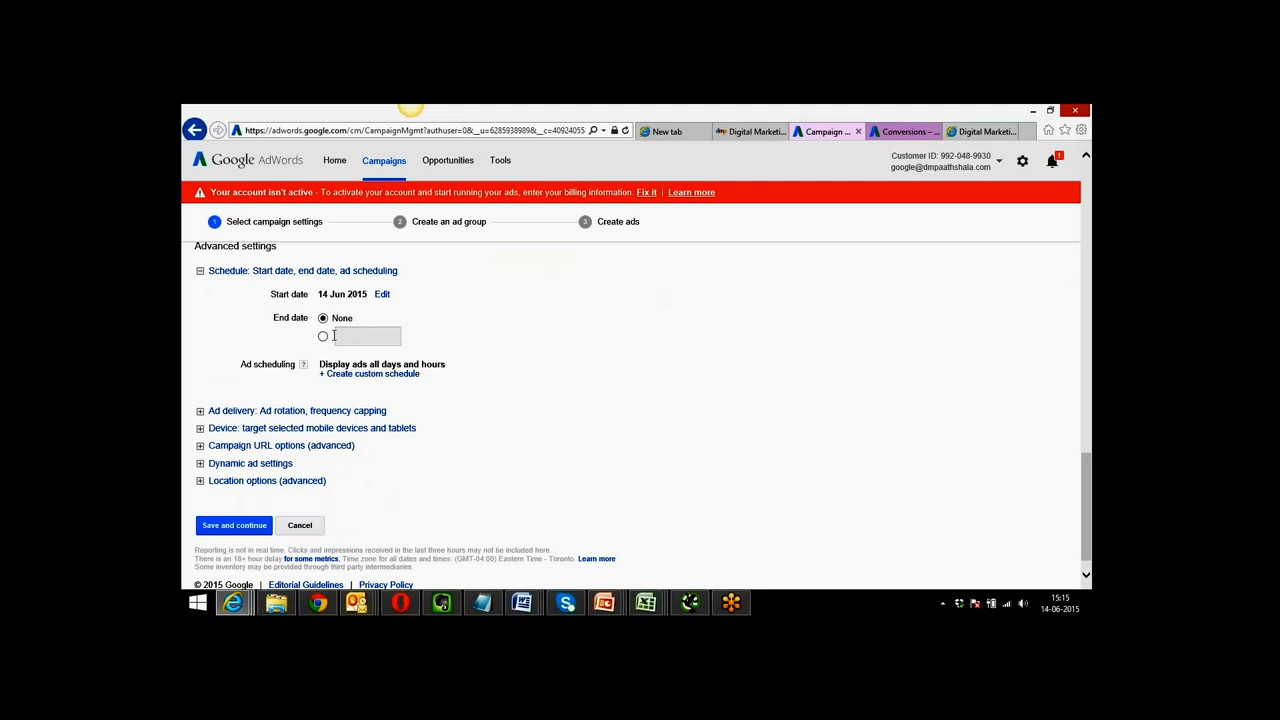 https://adwords.google.com/cm/CampaignMgmt?authuser=0&__u=6285938989&__c=40924055
New tab
Digital Marketi...
Campaign ...
Conversions – ...
Digital Marketi...
Google AdWords
Home
Campaigns
Opportunities
Tools
Customer ID: 992-048-9930
google@dmpaathshala.com
Your account isn't active - To activate your account and start running your ads, enter your billing information. Fix it | Learn more
1 Select campaign settings
2 Create an ad group
3 Create ads
Advanced settings
Schedule: Start date, end date, ad scheduling
Start date 14 Jun 2015 Edit
End date None
Ad scheduling ? Display ads all days and hours
+ Create custom schedule
Ad delivery: Ad rotation, frequency capping
Device: target selected mobile devices and tablets
Campaign URL options (advanced)
Dynamic ad settings
Location options (advanced)
Save and continue
Cancel
Reporting is not in real time. Clicks and impressions received in the last three hours may not be included here.
There is an 18+ hour delay for some metrics. Time zone for all dates and times: (GMT-04:00) Eastern Time - Toronto. Learn more
Some inventory may be provided through third party intermediaries.
© 2015 Google | Editorial Guidelines | Privacy Policy
15:15
14-06-2015